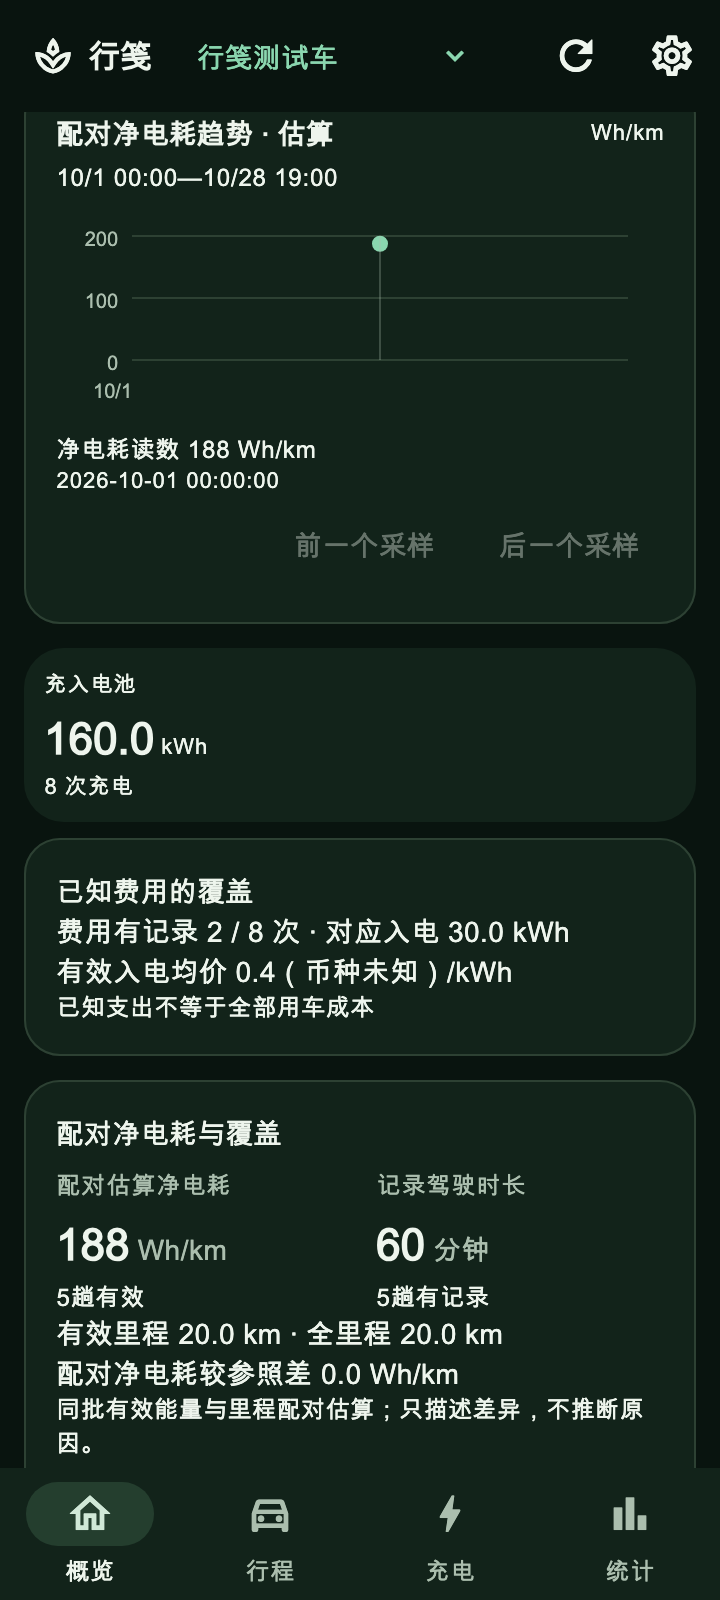 行笺 行笺测试车
配对净电耗趋势 · 估算 Wh/km
10/1 00:00—10/28 19:00
200
100
0
10/1
净电耗读数 188 Wh/km
2026-10-01 00:00:00
前一个采样 后一个采样
充入电池
160.0 kWh
8 次充电
已知费用的覆盖
费用有记录 2 / 8 次 · 对应入电 30.0 kWh
有效入电均价 0.4（币种未知）/kWh
已知支出不等于全部用车成本
配对净电耗与覆盖
配对估算净电耗 记录驾驶时长
188 Wh/km 60 分钟
5趟有效 5趟有记录
有效里程 20.0 km · 全里程 20.0 km
配对净电耗较参照差 0.0 Wh/km
同批有效能量与里程配对估算；只描述差异，不推断原
因。
概览 行程 充电 统计